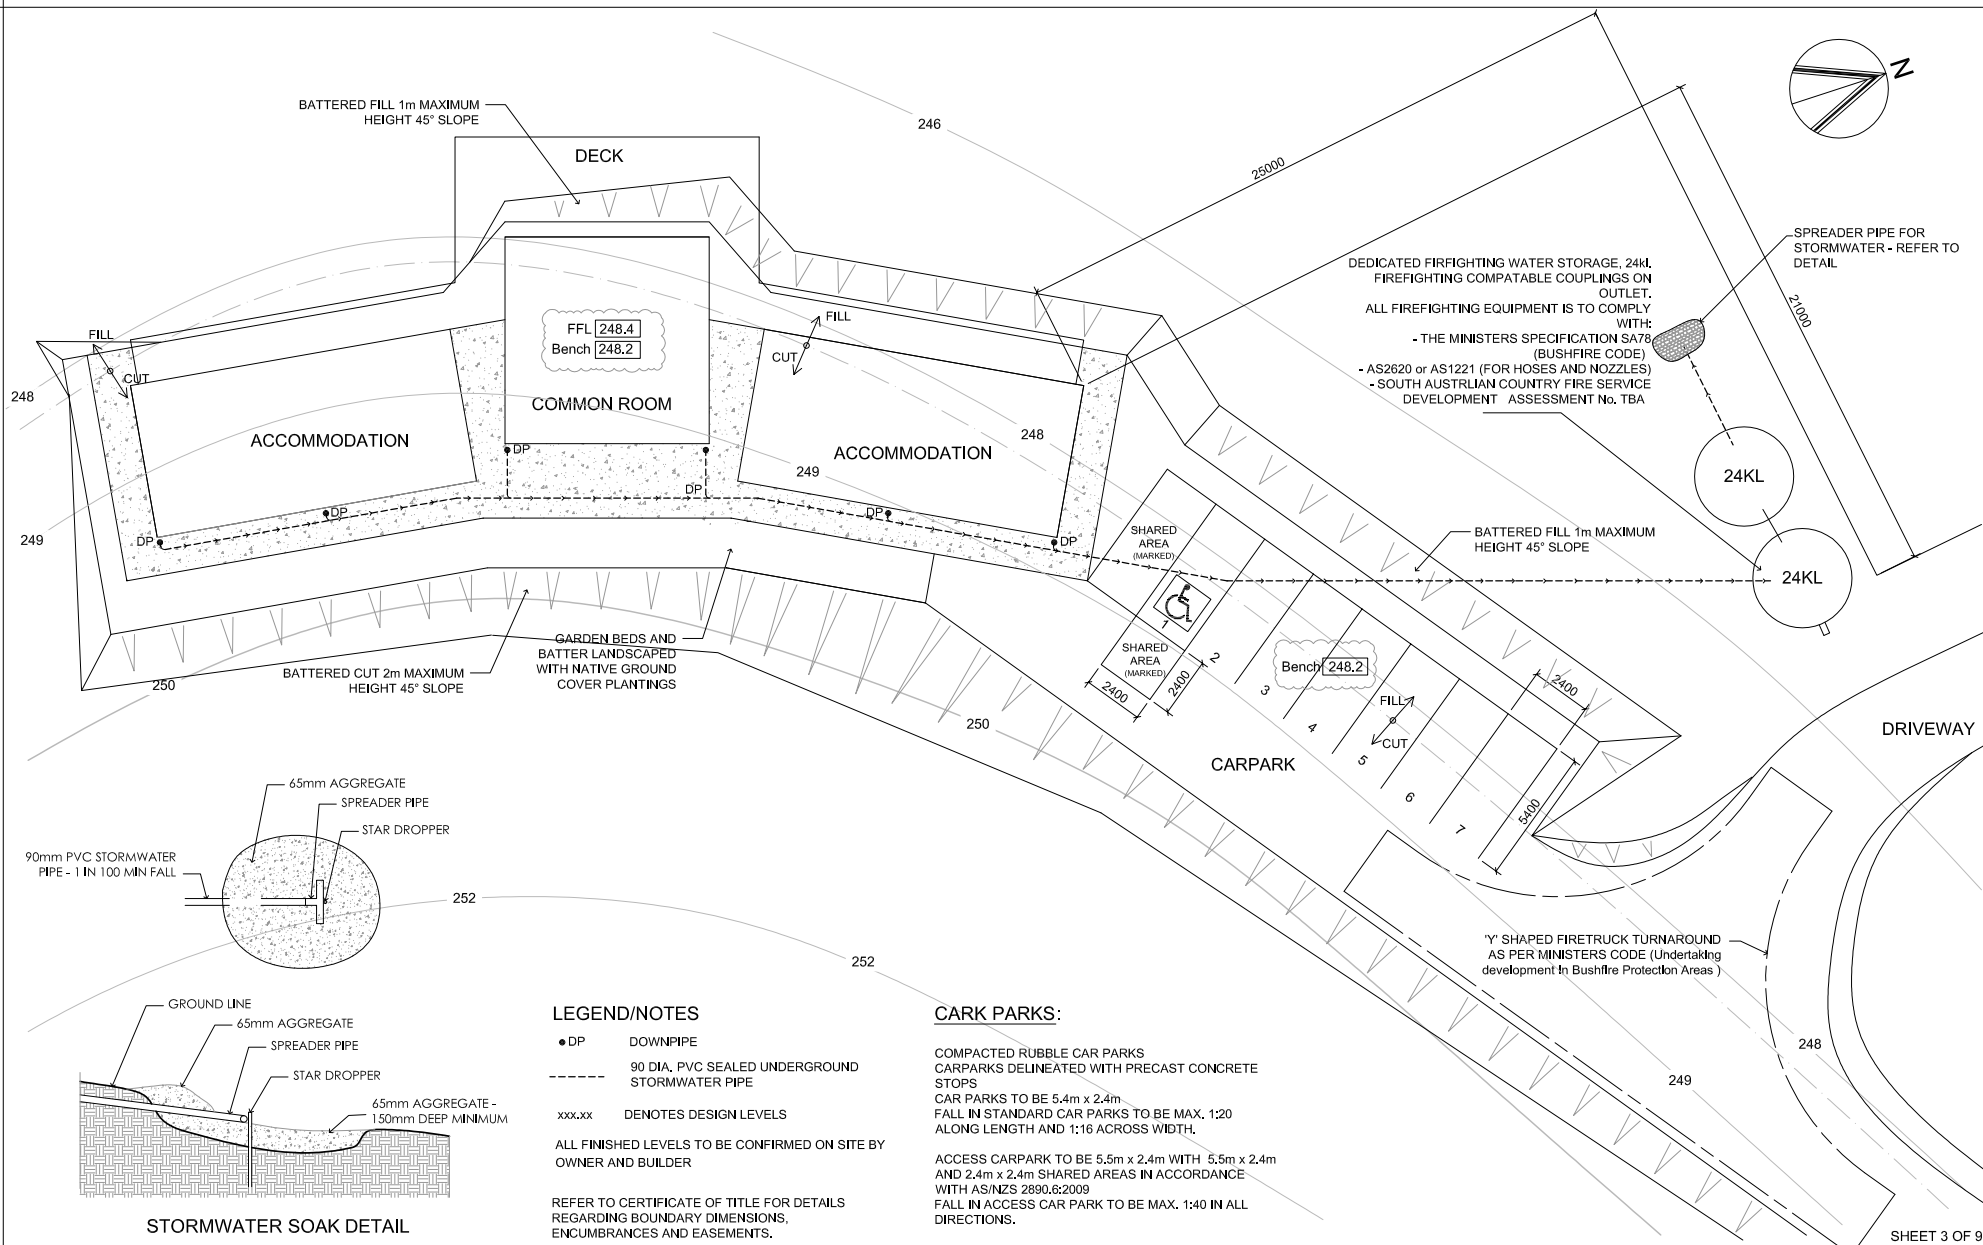 BATTERED FILL 1m MAXIMUM
HEIGHT 45° SLOPE
DECK
246
25000
N
SPREADER PIPE FOR
STORMWATER - REFER TO
DETAIL
21000
DEDICATED FIRFIGHTING WATER STORAGE, 24kl.
FIREFIGHTING COMPATABLE COUPLINGS ON
OUTLET.
ALL FIREFIGHTING EQUIPMENT IS TO COMPLY
WITH:
- THE MINISTERS SPECIFICATION SA78
(BUSHFIRE CODE)
- AS2620 or AS1221 (FOR HOSES AND NOZZLES)
- SOUTH AUSTRLIAN COUNTRY FIRE SERVICE
DEVELOPMENT ASSESSMENT No. TBA
FILL
CUT
248
FFL 248.4
Bench 248.2
FILL
CUT
COMMON ROOM
ACCOMMODATION
ACCOMMODATION
248
249
249
DP
DP
DP
DP
DP
DP
24KL
24KL
SHARED
AREA
(MARKED)
BATTERED FILL 1m MAXIMUM
HEIGHT 45° SLOPE
1
SHARED
AREA
(MARKED)
2
3
4
5
6
7
2400
2400
2400
5400
Bench 248.2
FILL
CUT
CARPARK
DRIVEWAY
250
BATTERED CUT 2m MAXIMUM
HEIGHT 45° SLOPE
GARDEN BEDS AND
BATTER LANDSCAPED
WITH NATIVE GROUND
COVER PLANTINGS
250
65mm AGGREGATE
SPREADER PIPE
STAR DROPPER
90mm PVC STORMWATER
PIPE - 1 IN 100 MIN FALL
252
252
'Y' SHAPED FIRETRUCK TURNAROUND
AS PER MINISTERS CODE (Undertaking
development in Bushfire Protection Areas )
248
249
GROUND LINE
65mm AGGREGATE
SPREADER PIPE
STAR DROPPER
65mm AGGREGATE -
150mm DEEP MINIMUM
STORMWATER SOAK DETAIL
LEGEND/NOTES
DP DOWNPIPE
90 DIA. PVC SEALED UNDERGROUND
STORMWATER PIPE
xxx.xx DENOTES DESIGN LEVELS
ALL FINISHED LEVELS TO BE CONFIRMED ON SITE BY
OWNER AND BUILDER
REFER TO CERTIFICATE OF TITLE FOR DETAILS
REGARDING BOUNDARY DIMENSIONS,
ENCUMBRANCES AND EASEMENTS.
CARK PARKS:
COMPACTED RUBBLE CAR PARKS
CARPARKS DELINEATED WITH PRECAST CONCRETE
STOPS
CAR PARKS TO BE 5.4m x 2.4m
FALL IN STANDARD CAR PARKS TO BE MAX. 1:20
ALONG LENGTH AND 1:16 ACROSS WIDTH.
ACCESS CARPARK TO BE 5.5m x 2.4m WITH 5.5m x 2.4m
AND 2.4m x 2.4m SHARED AREAS IN ACCORDANCE
WITH AS/NZS 2890.6:2009
FALL IN ACCESS CAR PARK TO BE MAX. 1:40 IN ALL
DIRECTIONS.
SHEET 3 OF 9